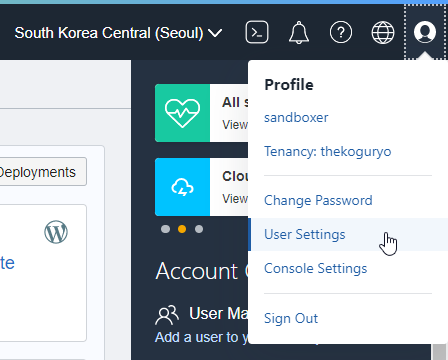 South Korea Central (Seoul)
Profile
sandboxer
Tenancy: thekoguryo
Change Password
User Settings
Console Settings
Sign Out
All s
View
Clou
View
Deployments
te
Account
User Ma
Add a user to y